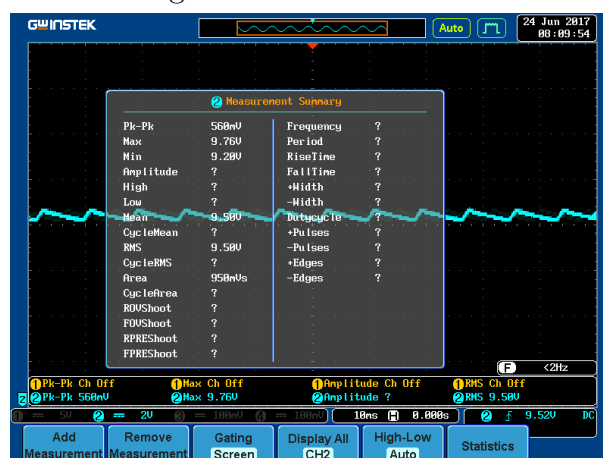 GWINSTEK
Auto
24 Jun 2017
08:09:54
2 Measurement Summary
Pk-Pk 560mV Frequency ?
Max 9.76V Period ?
Min 9.20V RiseTime ?
Amplitude ? FallTime ?
High ? +Width ?
Low ? -Width ?
Mean 9.50V Dutycycle ?
CycleMean ? +Pulses ?
RMS 9.50V -Pulses ?
CycleRMS ? +Edges ?
Area 950mVs -Edges ?
CycleArea ?
ROVShoot ?
FOVShoot ?
RPREShoot ?
FPREShoot ?
F <2Hz
1 Pk-Pk Ch Off 1 Max Ch Off 1 Amplitude Ch Off 1 RMS Ch Off
2 Pk-Pk 560mV 2 Max 9.76V 2 Amplitude ? 2 RMS 9.50V
1 5V 2 2V 3 100mV 4 100mV 10ms H 0.000s 2 9.52V DC
Add Measurement Remove Measurement Gating Screen Display All CH2 High-Low Auto Statistics